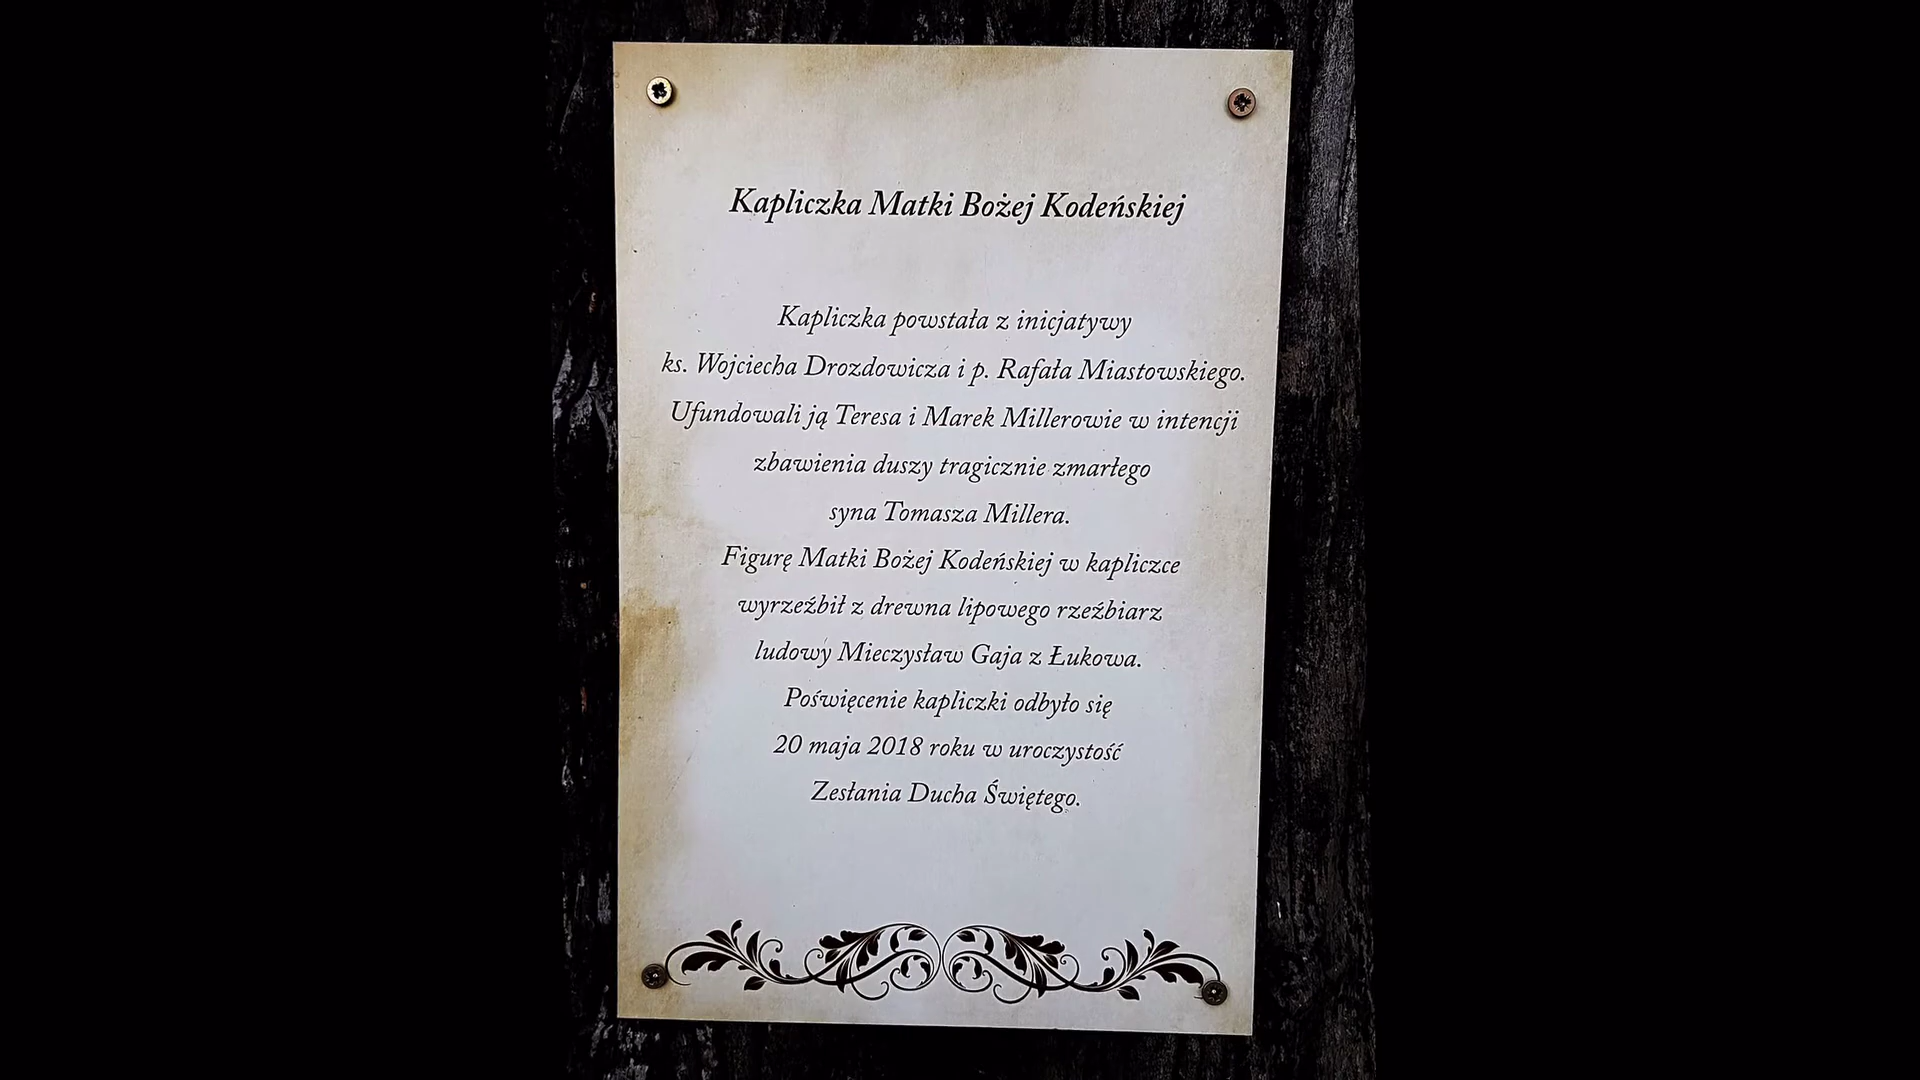 Kapliczka Matki Bożej Kodeńskiej
Kapliczka powstała z inicjatywy
ks. Wojciecha Drozdowicza i p. Rafała Miastowskiego.
Ufundowali ją Teresa i Marek Millerowie w intencji
zbawienia duszy tragicznie zmarłego
syna Tomasza Millera.
Figurę Matki Bożej Kodeńskiej w kapliczce
wyrzeźbił z drewna lipowego rzeźbiarz
ludowy Mieczysław Gaja z Łukowa.
Poświęcenie kapliczki odbyło się
20 maja 2018 roku w uroczystość
Zesłania Ducha Świętego.